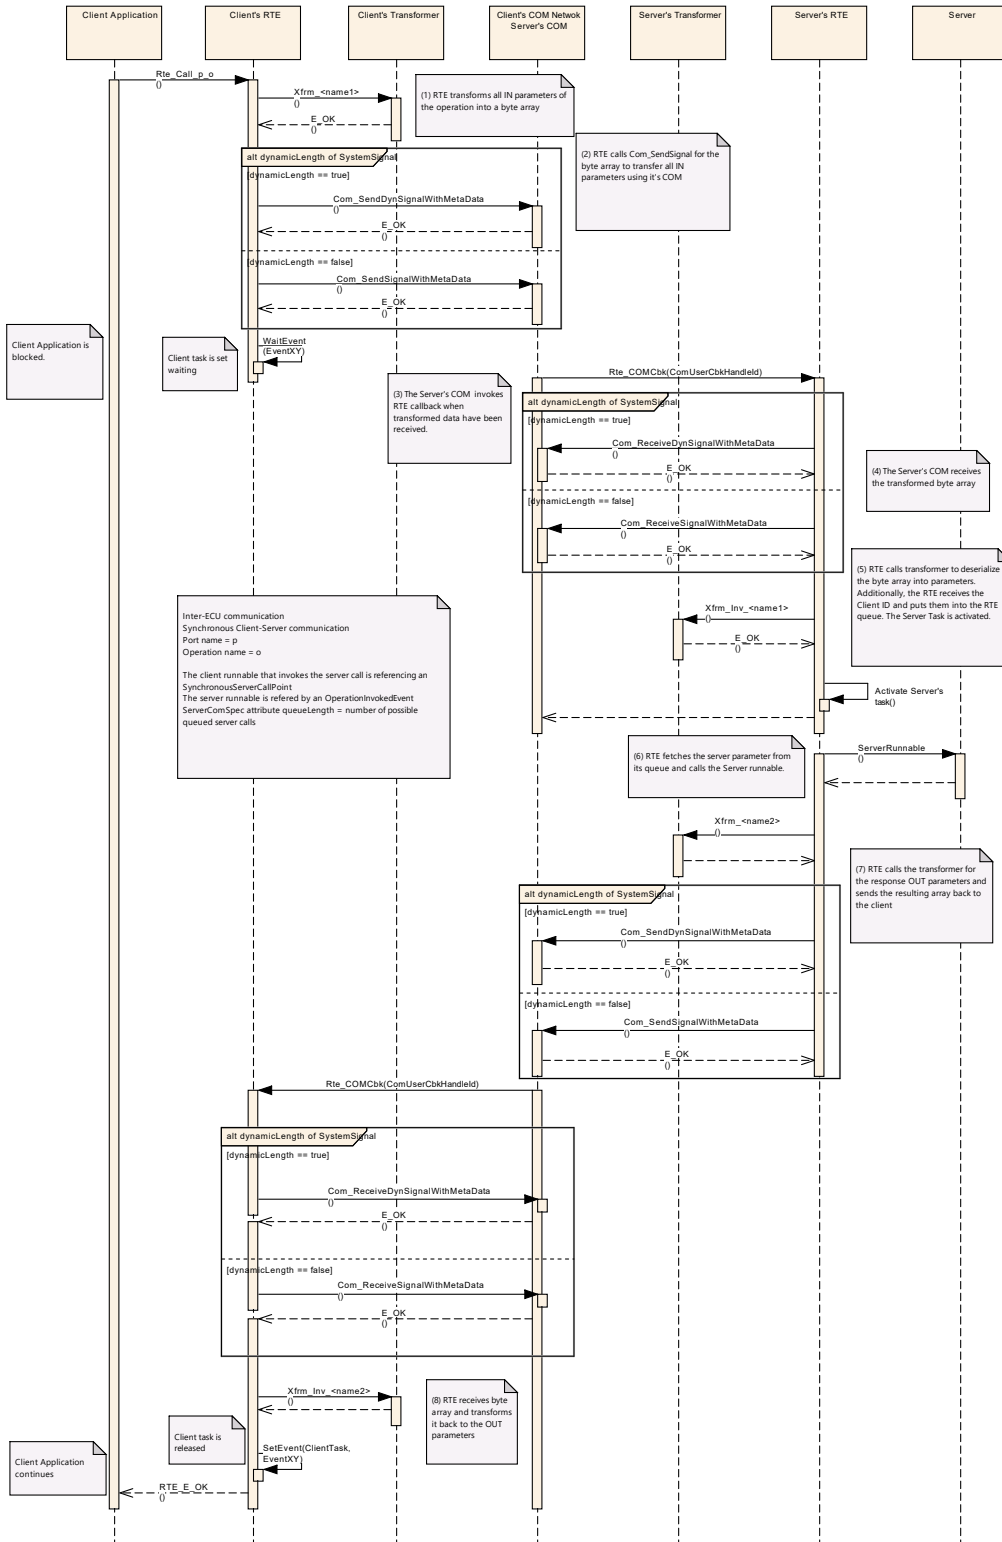 Client Application
Client's RTE
Client's Transformer
Client's COM Netwok
Server's COM
Server's Transformer
Server's RTE
Server
Rte_Call_p_o
()
Xfrm_<name1>
()
E_OK
()
(1) RTE transforms all IN parameters of
the operation into a byte array
alt dynamicLength of SystemSignal
[dynamicLength == true]
(2) RTE calls Com_SendSignal for the
byte array to transfer all IN
parameters using it's COM
Com_SendDynSignalWithMetaData
()
E_OK
()
[dynamicLength == false]
Com_SendSignalWithMetaData
()
E_OK
()
Client Application is
blocked.
Client task is set
waiting
WaitEvent
(EventXY)
Rte_COMCbk(ComUserCbkHandleId)
(3) The Server's COM invokes
RTE callback when
transformed data have been
received.
alt dynamicLength of SystemSignal
[dynamicLength == true]
Com_ReceiveDynSignalWithMetaData
()
E_OK
()
(4) The Server's COM receives
the transformed byte array
[dynamicLength == false]
Com_ReceiveSignalWithMetaData
()
E_OK
()
(5) RTE calls transformer to deserialize
the byte array into parameters.
Additionally, the RTE receives the
Client ID and puts them into the RTE
queue. The Server Task is activated.
Inter-ECU communication
Synchronous Client-Server communication
Port name = p
Operation name = o
The client runnable that invokes the server call is referencing an
SynchronousServerCallPoint
The server runnable is refered by an OperationInvokedEvent
ServerComSpec attribute queueLength = number of possible
queued server calls
Xfrm_Inv_<name1>
()
E_OK
()
Activate Server's
task()
(6) RTE fetches the server parameter from
its queue and calls the Server runnable.
ServerRunnable
()
Xfrm_<name2>
()
(7) RTE calls the transformer for
the response OUT parameters and
sends the resulting array back to
the client
alt dynamicLength of SystemSignal
[dynamicLength == true]
Com_SendDynSignalWithMetaData
()
E_OK
()
[dynamicLength == false]
Com_SendSignalWithMetaData
()
E_OK
()
Rte_COMCbk(ComUserCbkHandleId)
alt dynamicLength of SystemSignal
[dynamicLength == true]
Com_ReceiveDynSignalWithMetaData
()
E_OK
()
[dynamicLength == false]
Com_ReceiveSignalWithMetaData
()
E_OK
()
Xfrm_Inv_<name2>
()
(8) RTE receives byte
array and transforms
it back to the OUT
parameters
Client task is
released
SetEvent(ClientTask,
EventXY)
Client Application
continues
RTE_E_OK
()